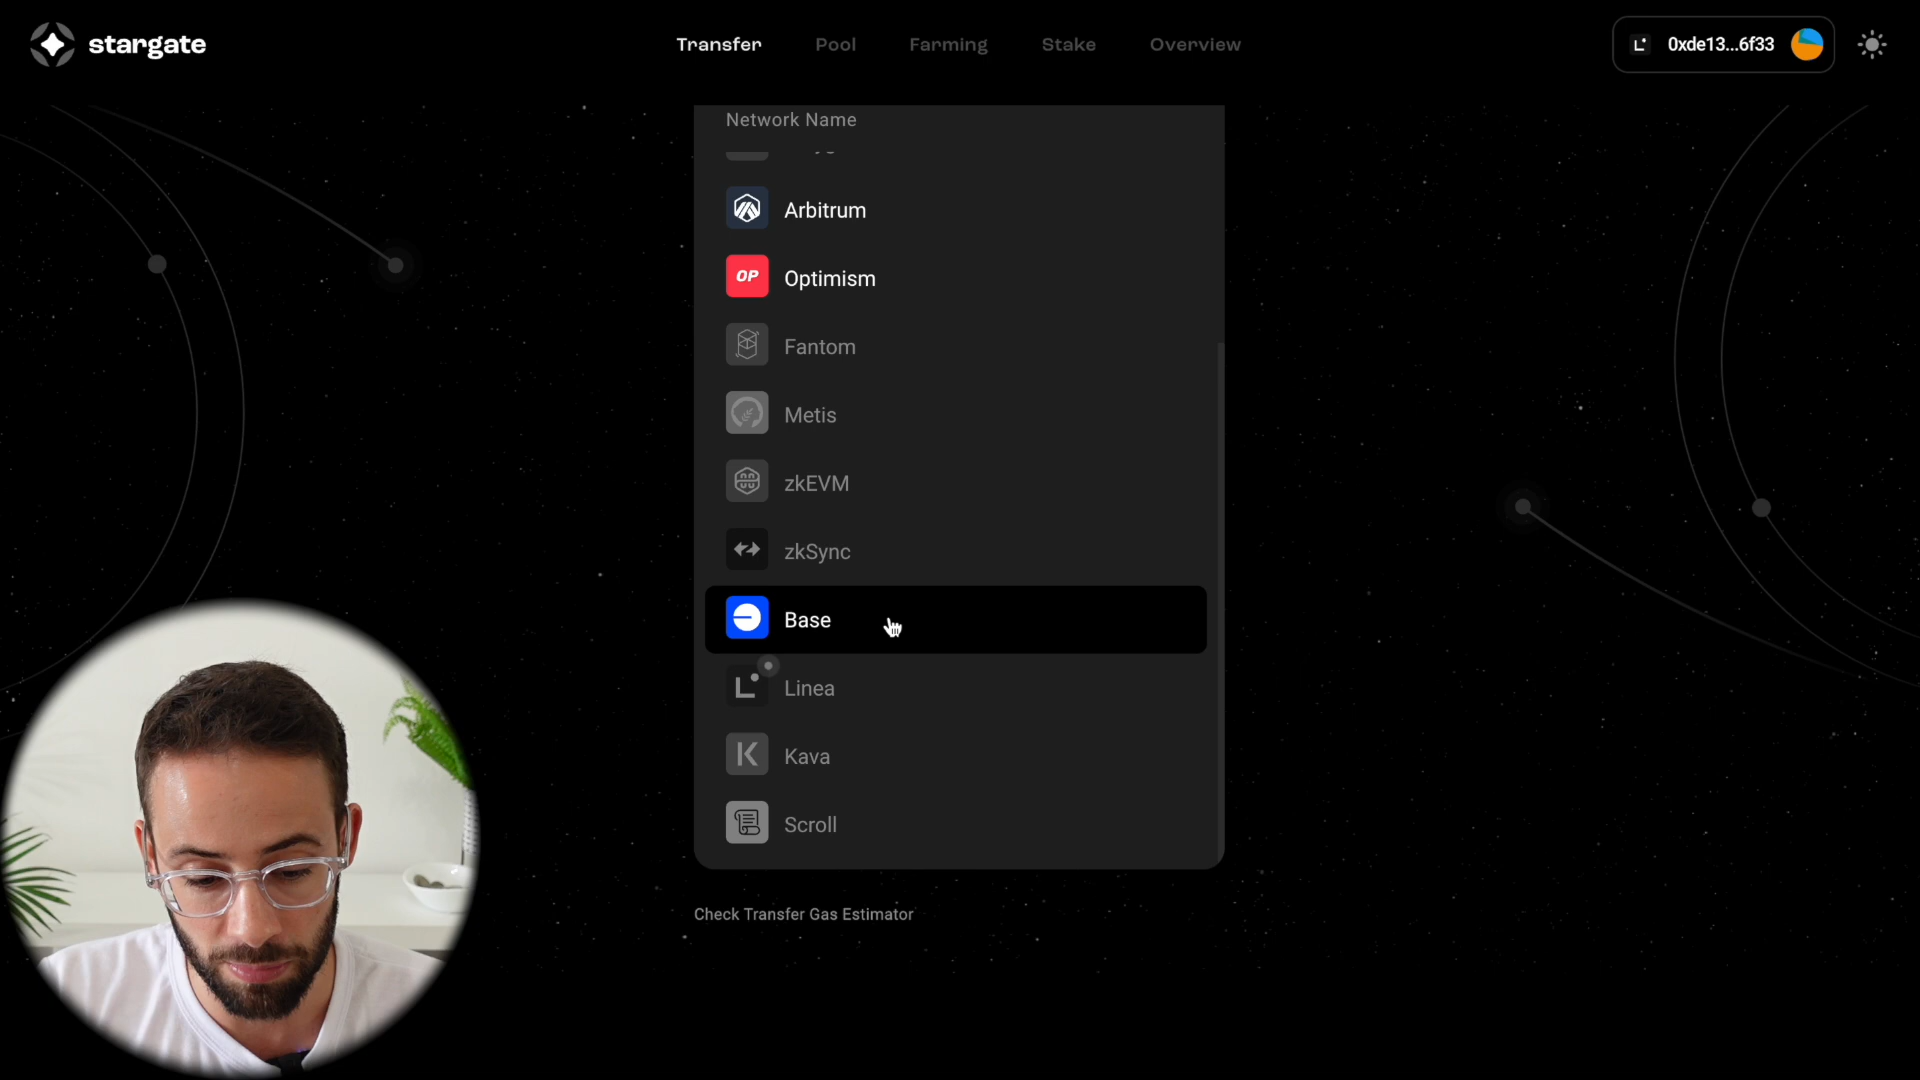 stargate
Transfer Pool Farming Stake Overview
0xde13...6f33
Network Name
Arbitrum
OP Optimism
Fantom
Metis
zkEVM
zkSync
Base
Linea
Kava
Scroll
Check Transfer Gas Estimator